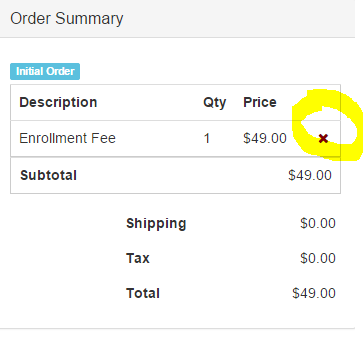 Order Summary
Initial Order
Description Qty Price
Enrollment Fee 1 $49.00
Subtotal $49.00
Shipping $0.00
Tax $0.00
Total $49.00